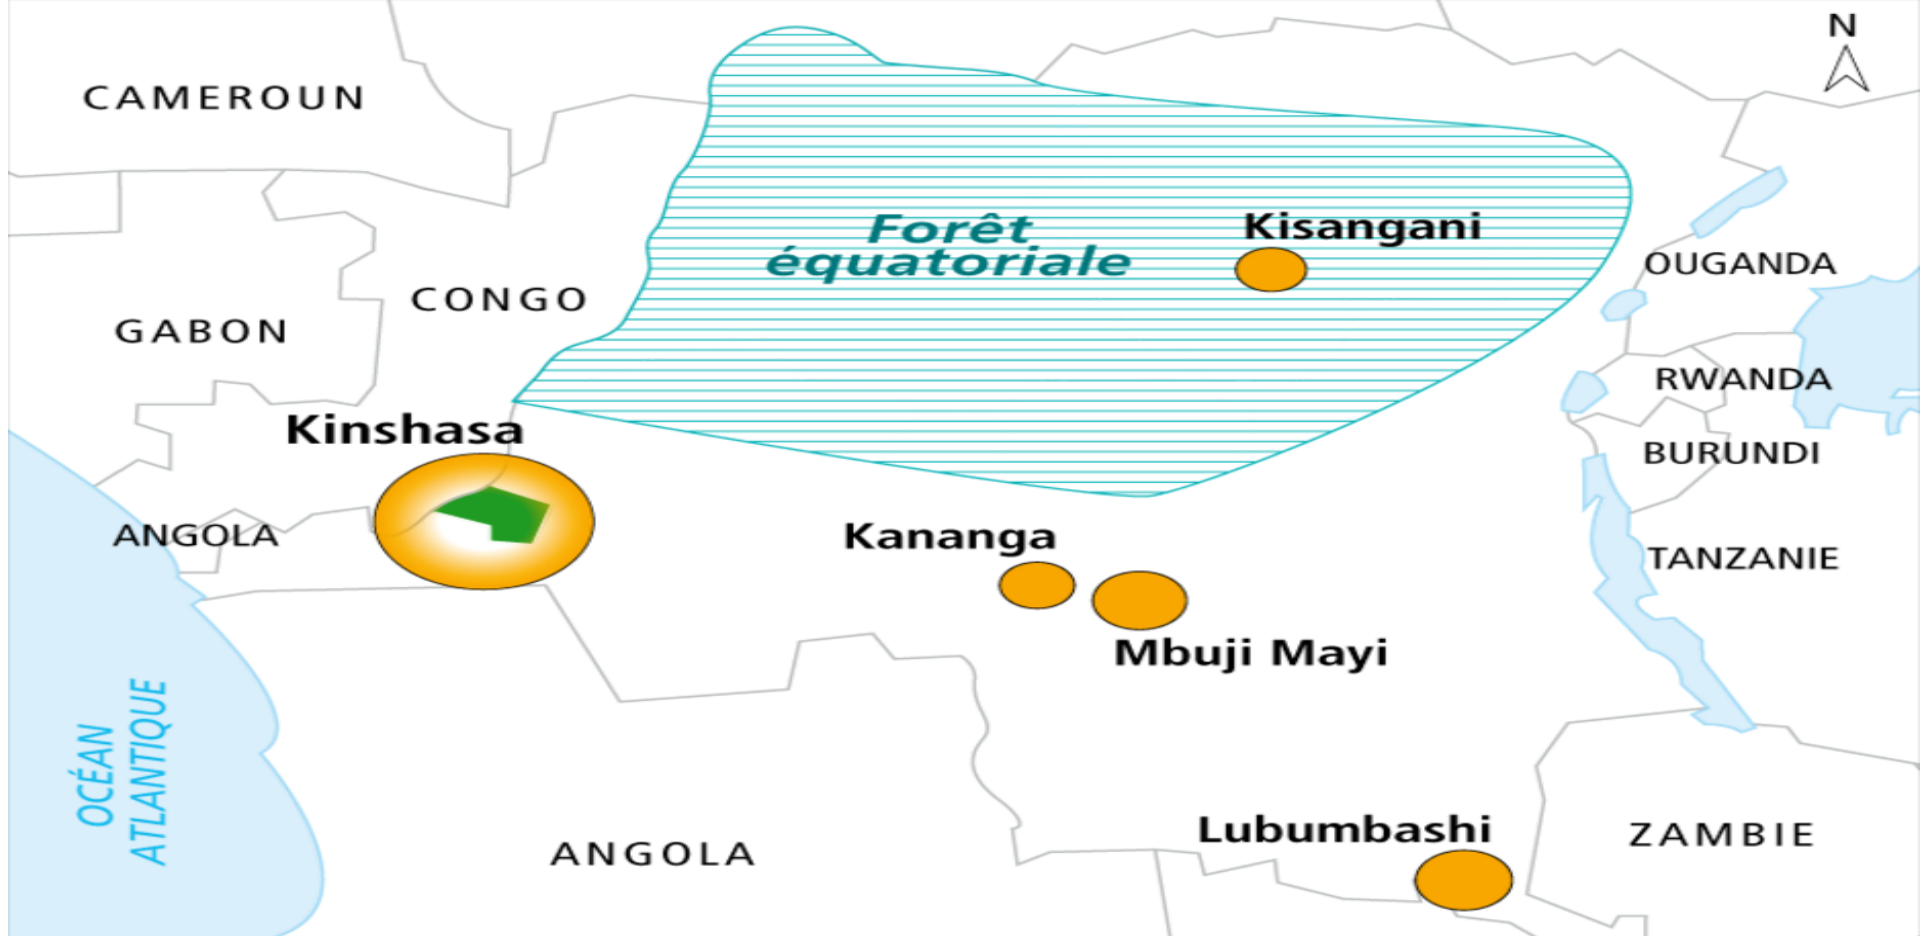 N
CAMEROUN
Forêt
équatoriale
Kisangani
OUGANDA
CONGO
GABON
RWANDA
Kinshasa
BURUNDI
ANGOLA
Kananga
TANZANIE
Mbuji Mayi
OCÉAN
ATLANTIQUE
Lubumbashi
ZAMBIE
ANGOLA